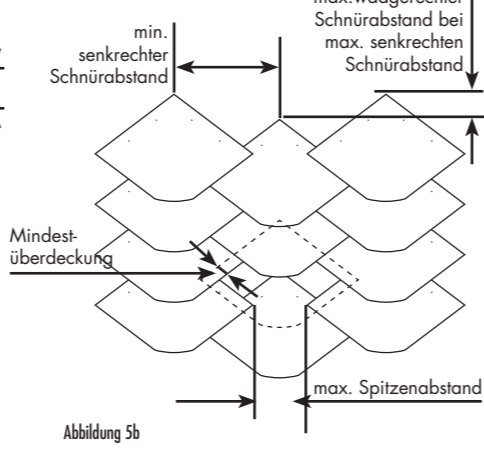 max.waagerechter
Schnürabstand bei
max. senkrechten
Schnürabstand
min.
senkrechter
Schnürabstand
Mindest-
überdeckung
max. Spitzenabstand
Abbildung 5b